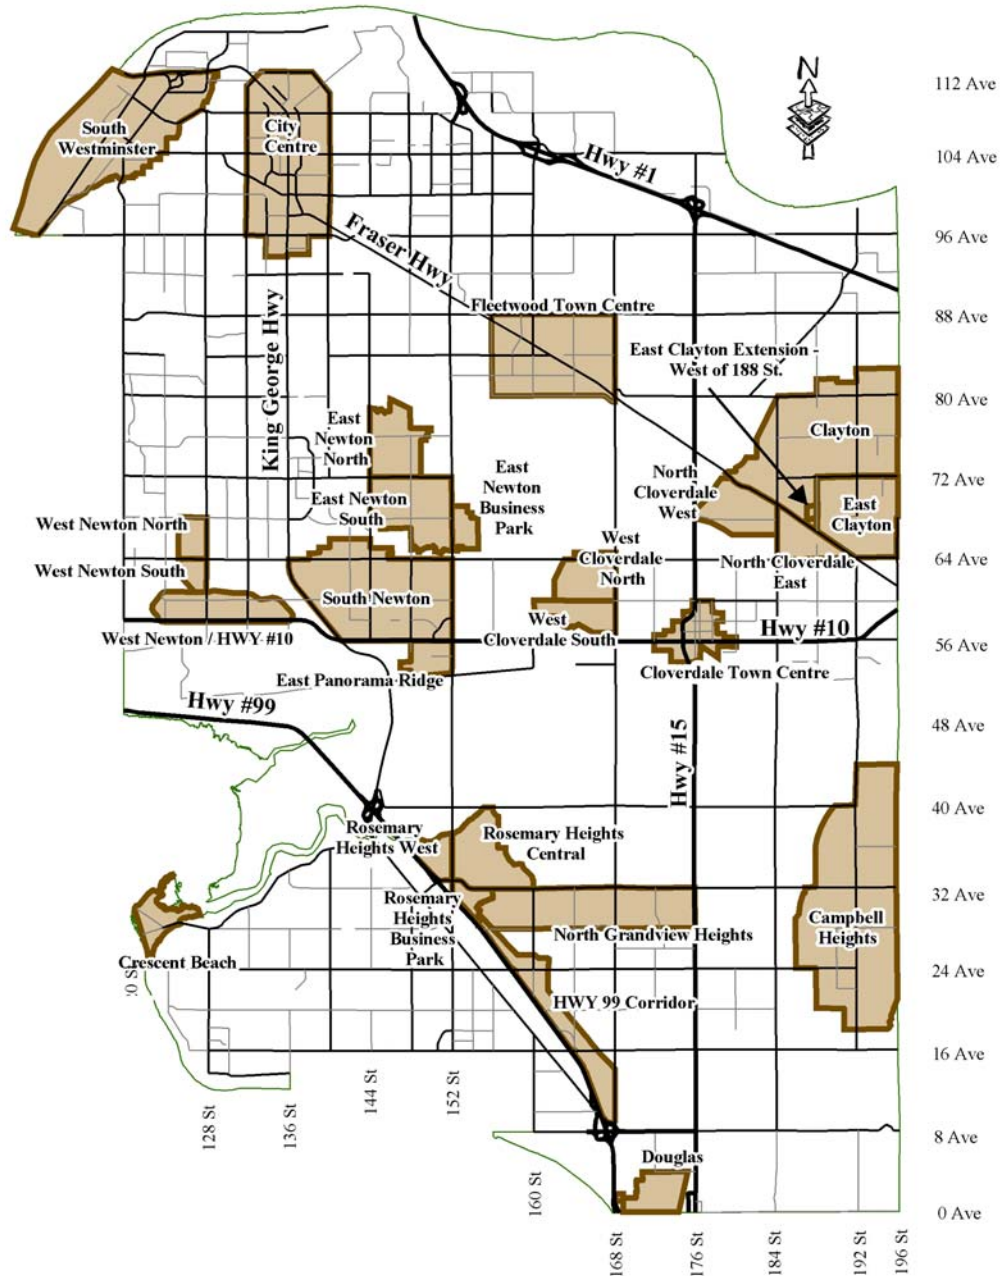 N
112 Ave
South
Westminster
City
Centre
104 Ave
Hwy #1
Fraser Hwy
96 Ave
King George Hwy
Fleetwood Town Centre
88 Ave
East Clayton Extension -
West of 188 St.
80 Ave
East
Newton
North
Clayton
North
Cloverdale
West
72 Ave
East
Newton
Business
Park
East Newton
South
East
Clayton
West Newton North
West
Cloverdale
North
64 Ave
North Cloverdale
East
West Newton South
South Newton
West
Cloverdale South
Hwy #10
West Newton / HWY #10
56 Ave
Cloverdale Town Centre
East Panorama Ridge
Hwy #99
48 Ave
Hwy #15
40 Ave
Rosemary
Heights West
Rosemary Heights
Central
32 Ave
Rosemary
Heights
Business
Park
North Grandview Heights
Campbell
Heights
Crescent Beach
24 Ave
HWY 99 Corridor
16 Ave
128 St
136 St
144 St
152 St
8 Ave
Douglas
160 St
0 Ave
168 St
176 St
184 St
192 St
196 St